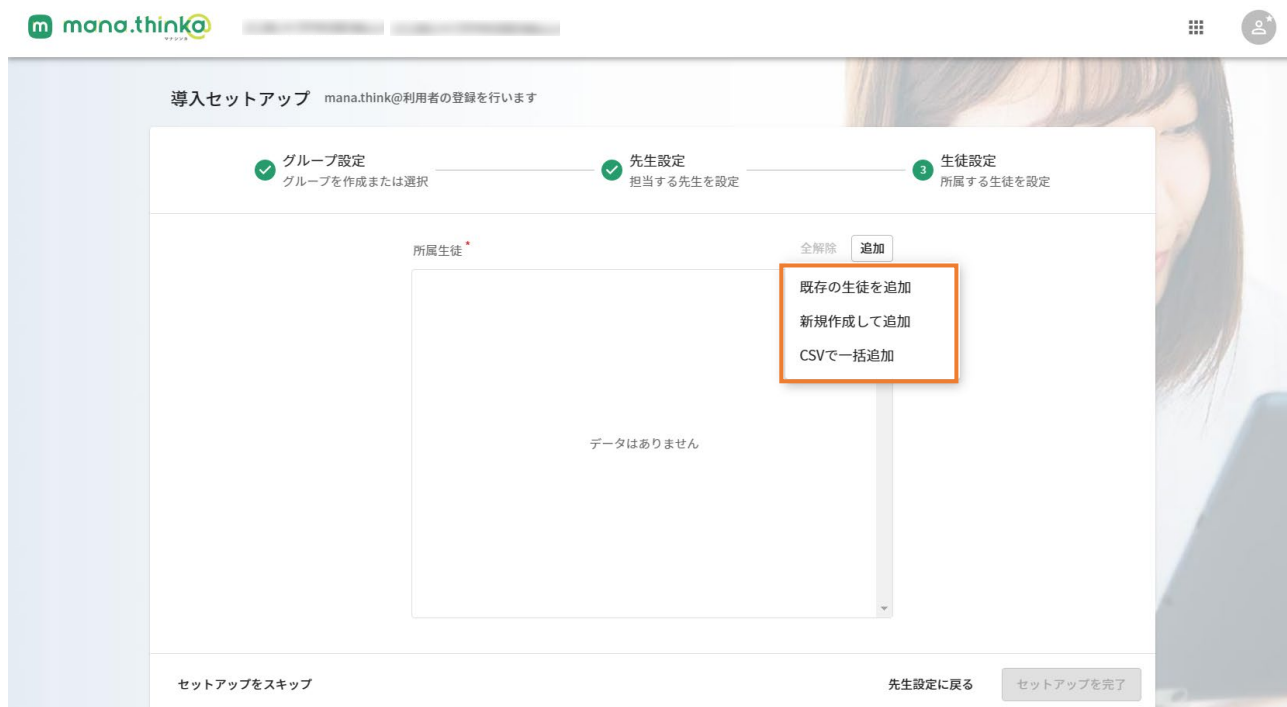 m mana.think@
マナシンカ
導入セットアップ mana.think@利用者の登録を行います
グループ設定
グループを作成または選択
先生設定
担当する先生を設定
3 生徒設定
所属する生徒を設定
所属生徒 * 全解除 追加
既存の生徒を追加
新規作成して追加
CSVで一括追加
データはありません
セットアップをスキップ 先生設定に戻る セットアップを完了